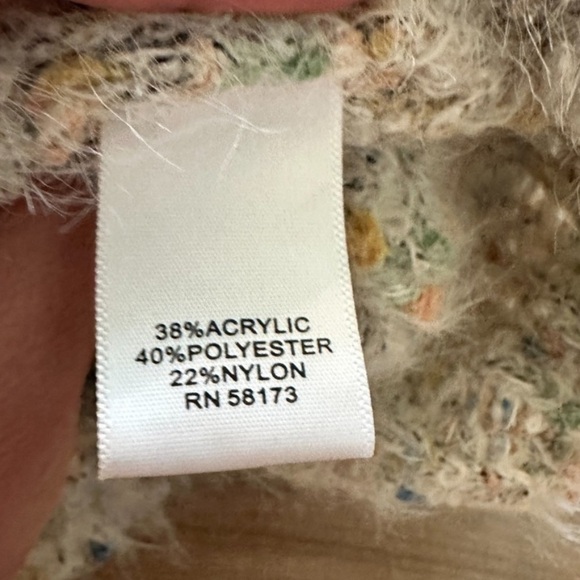 38%ACRYLIC
40%POLYESTER
22%NYLON
RN 58173